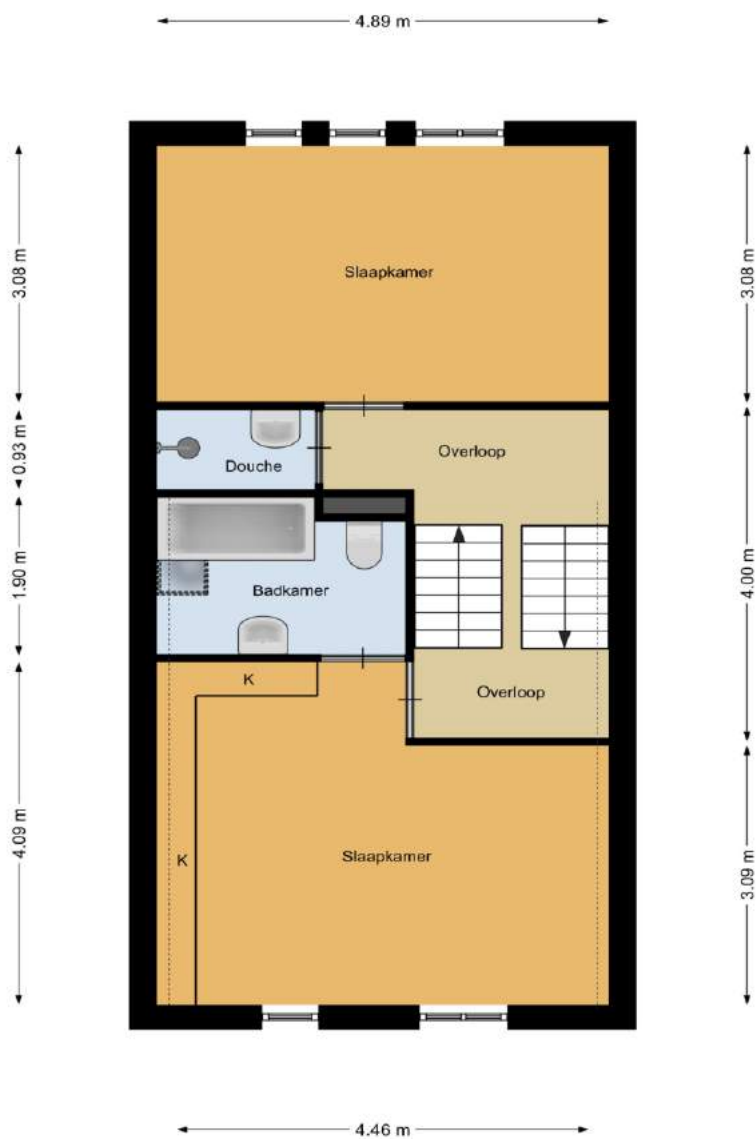 4.89 m
3.08 m
3.08 m
Slaapkamer
0.93 m
Douche
Overloop
1.90 m
Badkamer
4.00 m
K
Overloop
4.09 m
K
Slaapkamer
3.09 m
4.46 m